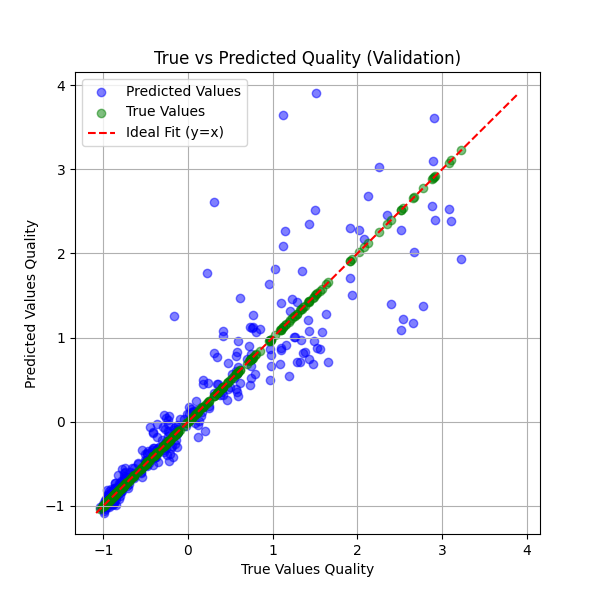 True vs Predicted Quality (Validation)
Predicted Values
True Values
Ideal Fit (y=x)
4
3
2
1
0
−1
Predicted Values Quality
−1 0 1 2 3 4
True Values Quality